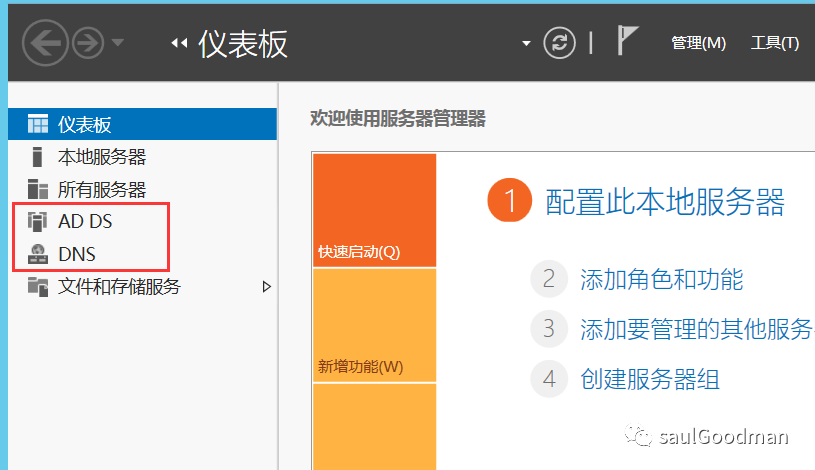 仪表板
管理(M) 工具(T)
仪表板
本地服务器
所有服务器
AD DS
DNS
文件和存储服务
欢迎使用服务器管理器
快速启动(Q)
新增功能(W)
1 配置此本地服务器
2 添加角色和功能
3 添加要管理的其他服务
4 创建服务器组
saulGoodman